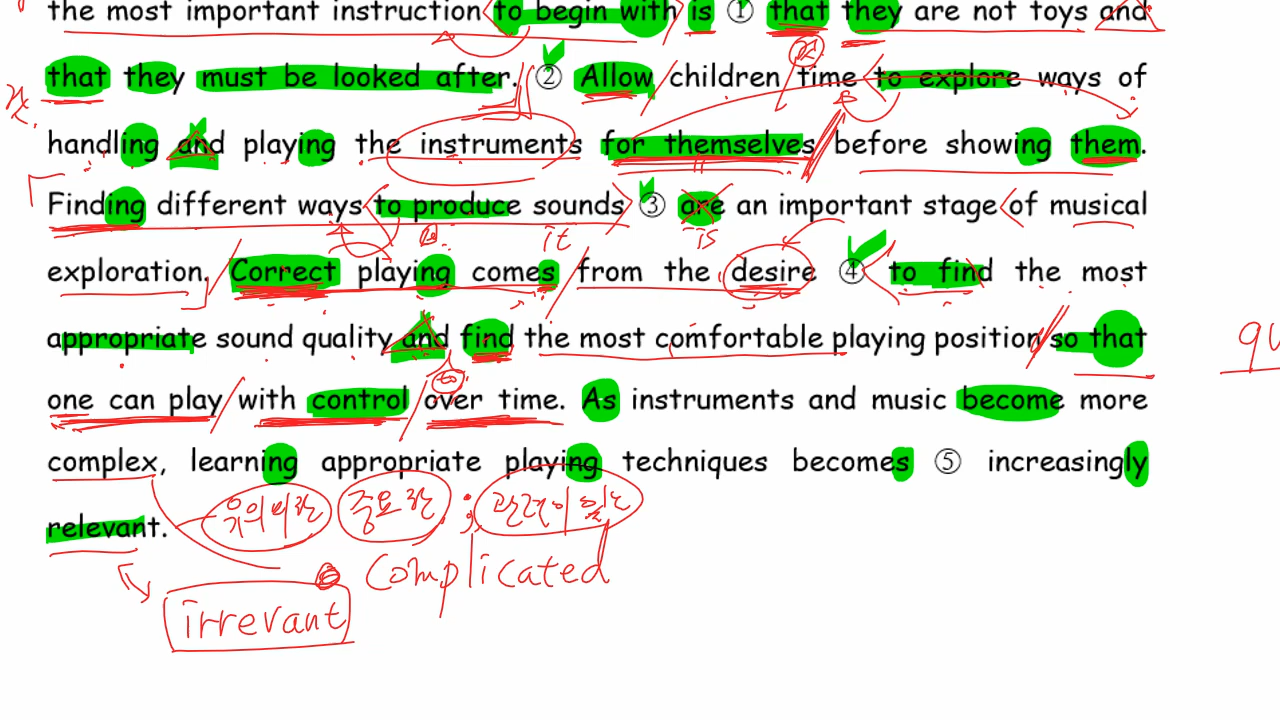 the most important instruction to begin with is ① that they are not toys and
that they must be looked after. ② Allow children time to explore ways of
handling and playing the instruments for themselves before showing them.
Finding different ways to produce sounds ③ are an important stage of musical
it
is
exploration. Correct playing comes from the desire ④ to find the most
appropriate sound quality and find the most comfortable playing position so that
to
one can play with control over time. As instruments and music become more
complex, learning appropriate playing techniques becomes ⑤ increasingly
유의미한 중요한 ; 관련이 있는
relevant.
complicated
irrevant